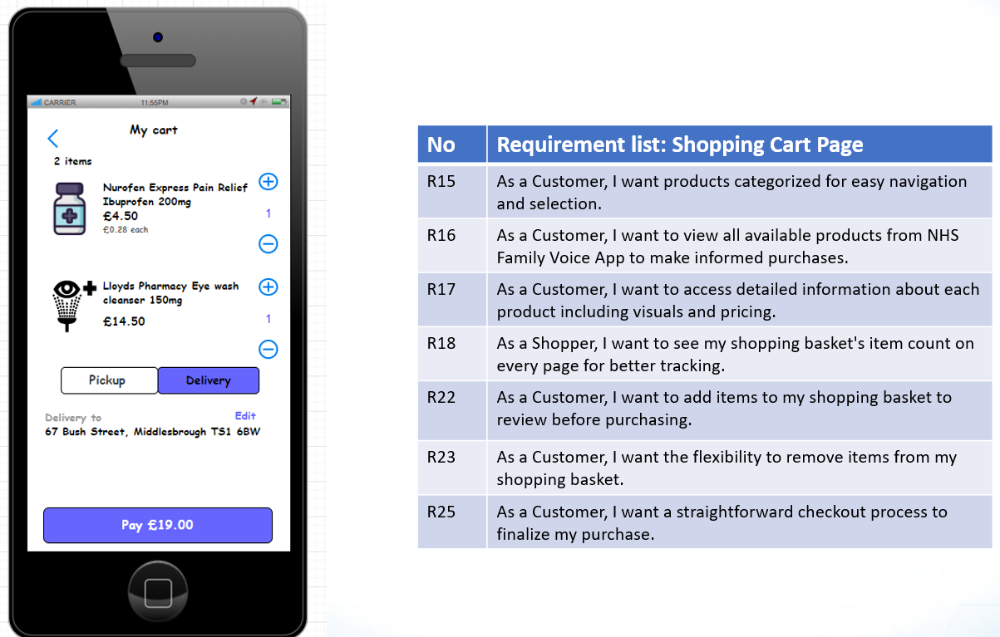 CARRIER 11:55PM
My cart
2 items
Nurofen Express Pain Relief
Ibuprofen 200mg
£4.50
£0.28 each
1
Lloyds Pharmacy Eye wash
cleanser 150mg
£14.50
1
Pickup Delivery
Delivery to Edit
67 Bush Street, Middlesbrough TS1 6BW
Pay £19.00
No Requirement list: Shopping Cart Page
R15 As a Customer, I want products categorized for easy navigation
and selection.
R16 As a Customer, I want to view all available products from NHS
Family Voice App to make informed purchases.
R17 As a Customer, I want to access detailed information about each
product including visuals and pricing.
R18 As a Shopper, I want to see my shopping basket's item count on
every page for better tracking.
R22 As a Customer, I want to add items to my shopping basket to
review before purchasing.
R23 As a Customer, I want the flexibility to remove items from my
shopping basket.
R25 As a Customer, I want a straightforward checkout process to
finalize my purchase.